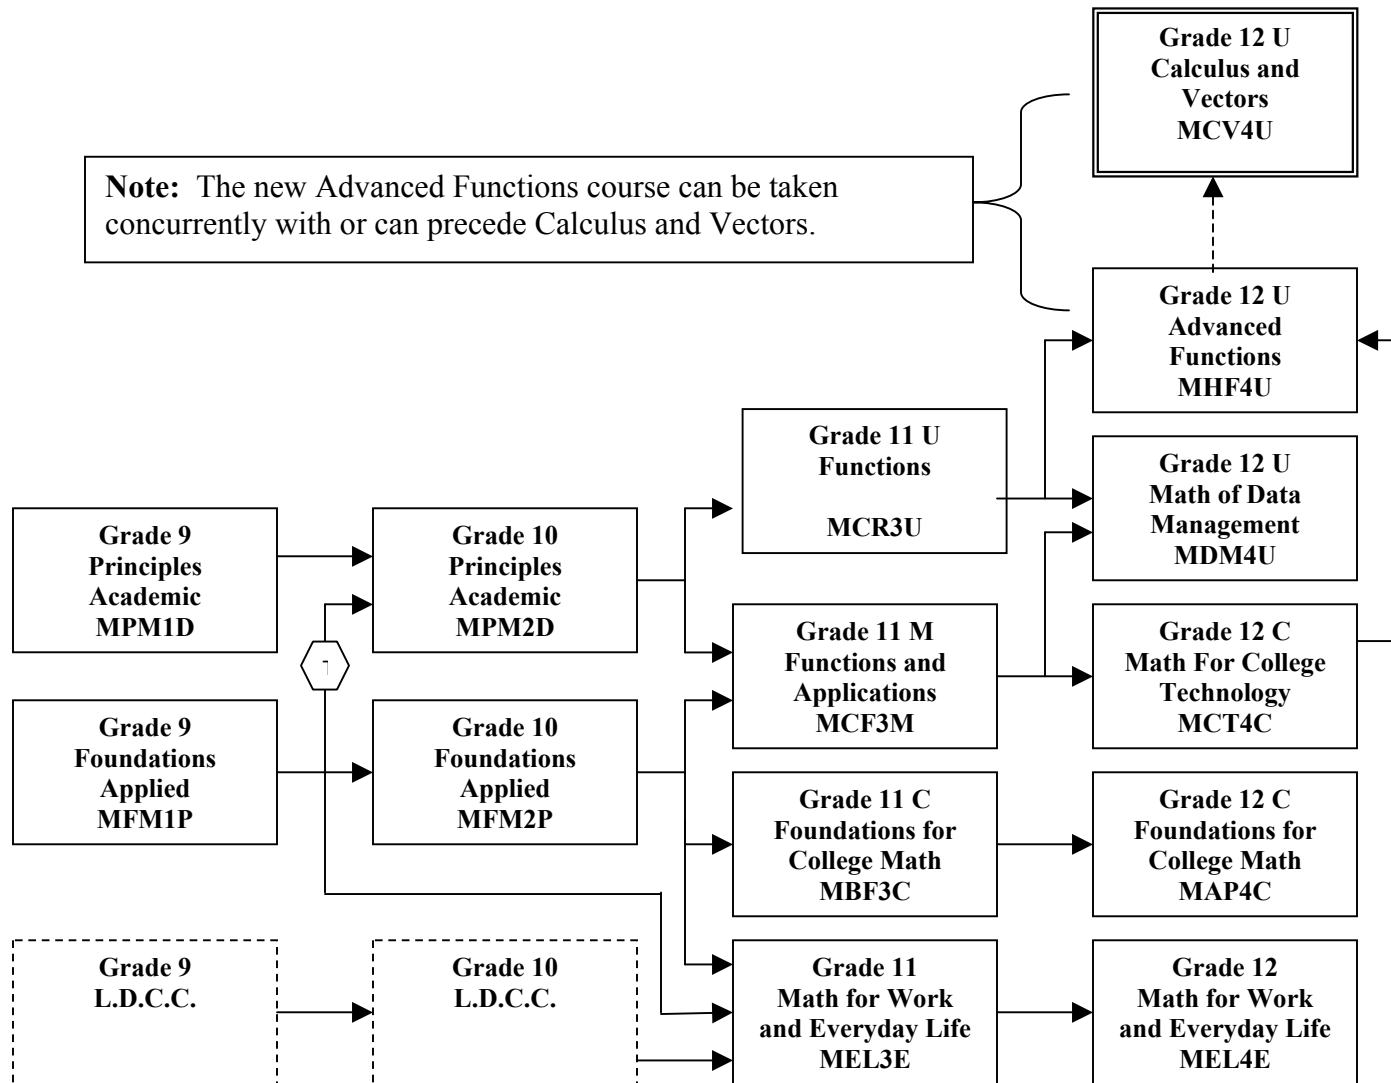 Grade 12 U
Calculus and
Vectors
MCV4U
Note: The new Advanced Functions course can be taken
concurrently with or can precede Calculus and Vectors.
Grade 12 U
Advanced
Functions
MHF4U
Grade 11 U
Functions
MCR3U
Grade 12 U
Math of Data
Management
MDM4U
Grade 9
Principles
Academic
MPM1D
Grade 10
Principles
Academic
MPM2D
Grade 11 M
Functions and
Applications
MCF3M
Grade 12 C
Math For College
Technology
MCT4C
Grade 9
Foundations
Applied
MFM1P
Grade 10
Foundations
Applied
MFM2P
Grade 11 C
Foundations for
College Math
MBF3C
Grade 12 C
Foundations for
College Math
MAP4C
Grade 9
L.D.C.C.
Grade 10
L.D.C.C.
Grade 11
Math for Work
and Everyday Life
MEL3E
Grade 12
Math for Work
and Everyday Life
MEL4E